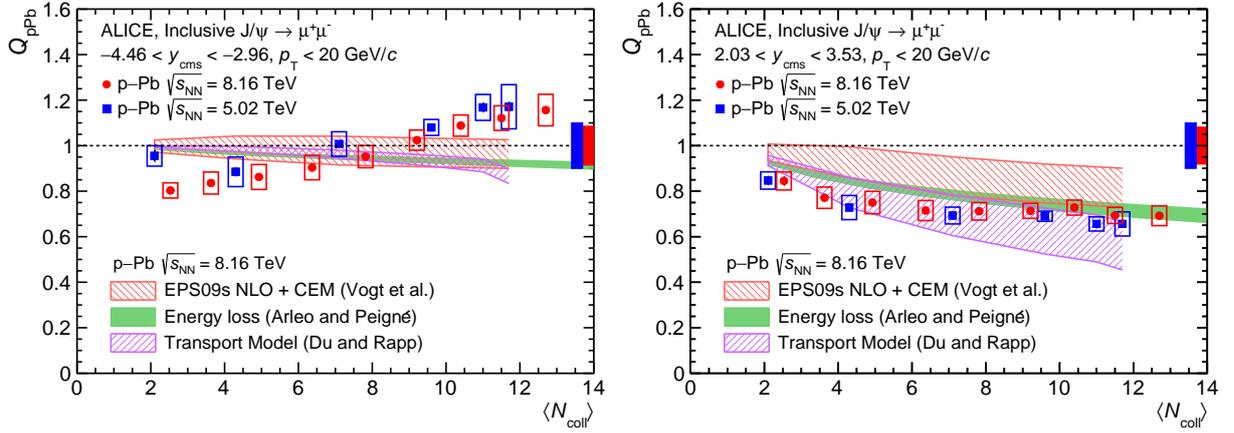 Q_pPb
1.6
1.4
1.2
1
0.8
0.6
0.4
0.2
0
ALICE, Inclusive J/ψ → μ⁺μ⁻
−4.46 < y_cms < −2.96, p_T < 20 GeV/c
p−Pb √s_NN = 8.16 TeV
p−Pb √s_NN = 5.02 TeV
p−Pb √s_NN = 8.16 TeV
EPS09s NLO + CEM (Vogt et al.)
Energy loss (Arleo and Peigné)
Transport Model (Du and Rapp)
0 2 4 6 8 10 12 14
⟨N_coll⟩
Q_pPb
1.6
1.4
1.2
1
0.8
0.6
0.4
0.2
0
ALICE, Inclusive J/ψ → μ⁺μ⁻
2.03 < y_cms < 3.53, p_T < 20 GeV/c
p−Pb √s_NN = 8.16 TeV
p−Pb √s_NN = 5.02 TeV
p−Pb √s_NN = 8.16 TeV
EPS09s NLO + CEM (Vogt et al.)
Energy loss (Arleo and Peigné)
Transport Model (Du and Rapp)
0 2 4 6 8 10 12 14
⟨N_coll⟩